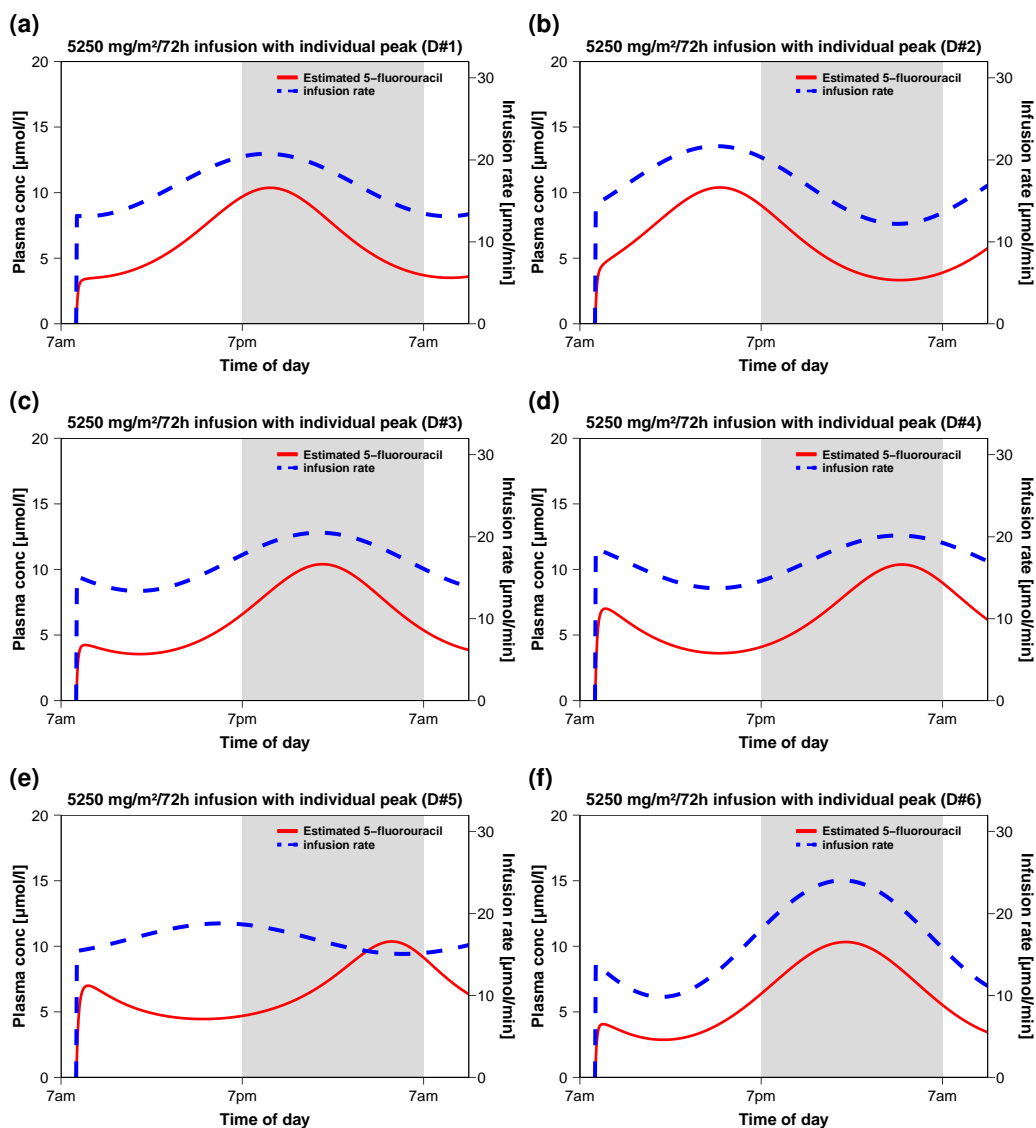 (a)
5250 mg/m²/72h infusion with individual peak (D#1)
Estimated 5−fluorouracil
infusion rate
Plasma conc [µmol/l]
0
5
10
15
20
Infusion rate [µmol/min]
0
10
20
30
7am
7pm
7am
Time of day
(b)
5250 mg/m²/72h infusion with individual peak (D#2)
Estimated 5−fluorouracil
infusion rate
Plasma conc [µmol/l]
0
5
10
15
20
Infusion rate [µmol/min]
0
10
20
30
7am
7pm
7am
Time of day
(c)
5250 mg/m²/72h infusion with individual peak (D#3)
Estimated 5−fluorouracil
infusion rate
Plasma conc [µmol/l]
0
5
10
15
20
Infusion rate [µmol/min]
0
10
20
30
7am
7pm
7am
Time of day
(d)
5250 mg/m²/72h infusion with individual peak (D#4)
Estimated 5−fluorouracil
infusion rate
Plasma conc [µmol/l]
0
5
10
15
20
Infusion rate [µmol/min]
0
10
20
30
7am
7pm
7am
Time of day
(e)
5250 mg/m²/72h infusion with individual peak (D#5)
Estimated 5−fluorouracil
infusion rate
Plasma conc [µmol/l]
0
5
10
15
20
Infusion rate [µmol/min]
0
10
20
30
7am
7pm
7am
Time of day
(f)
5250 mg/m²/72h infusion with individual peak (D#6)
Estimated 5−fluorouracil
infusion rate
Plasma conc [µmol/l]
0
5
10
15
20
Infusion rate [µmol/min]
0
10
20
30
7am
7pm
7am
Time of day